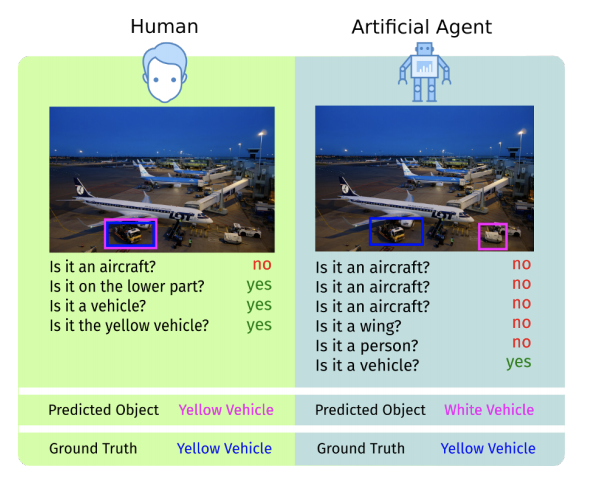 Human
Artificial Agent
LOT
LOT
Is it an aircraft? no
Is it on the lower part? yes
Is it a vehicle? yes
Is it the yellow vehicle? yes
Is it an aircraft? no
Is it an aircraft? no
Is it an aircraft? no
Is it a wing? no
Is it a person? no
Is it a vehicle? yes
Predicted Object Yellow Vehicle
Predicted Object White Vehicle
Ground Truth Yellow Vehicle
Ground Truth Yellow Vehicle